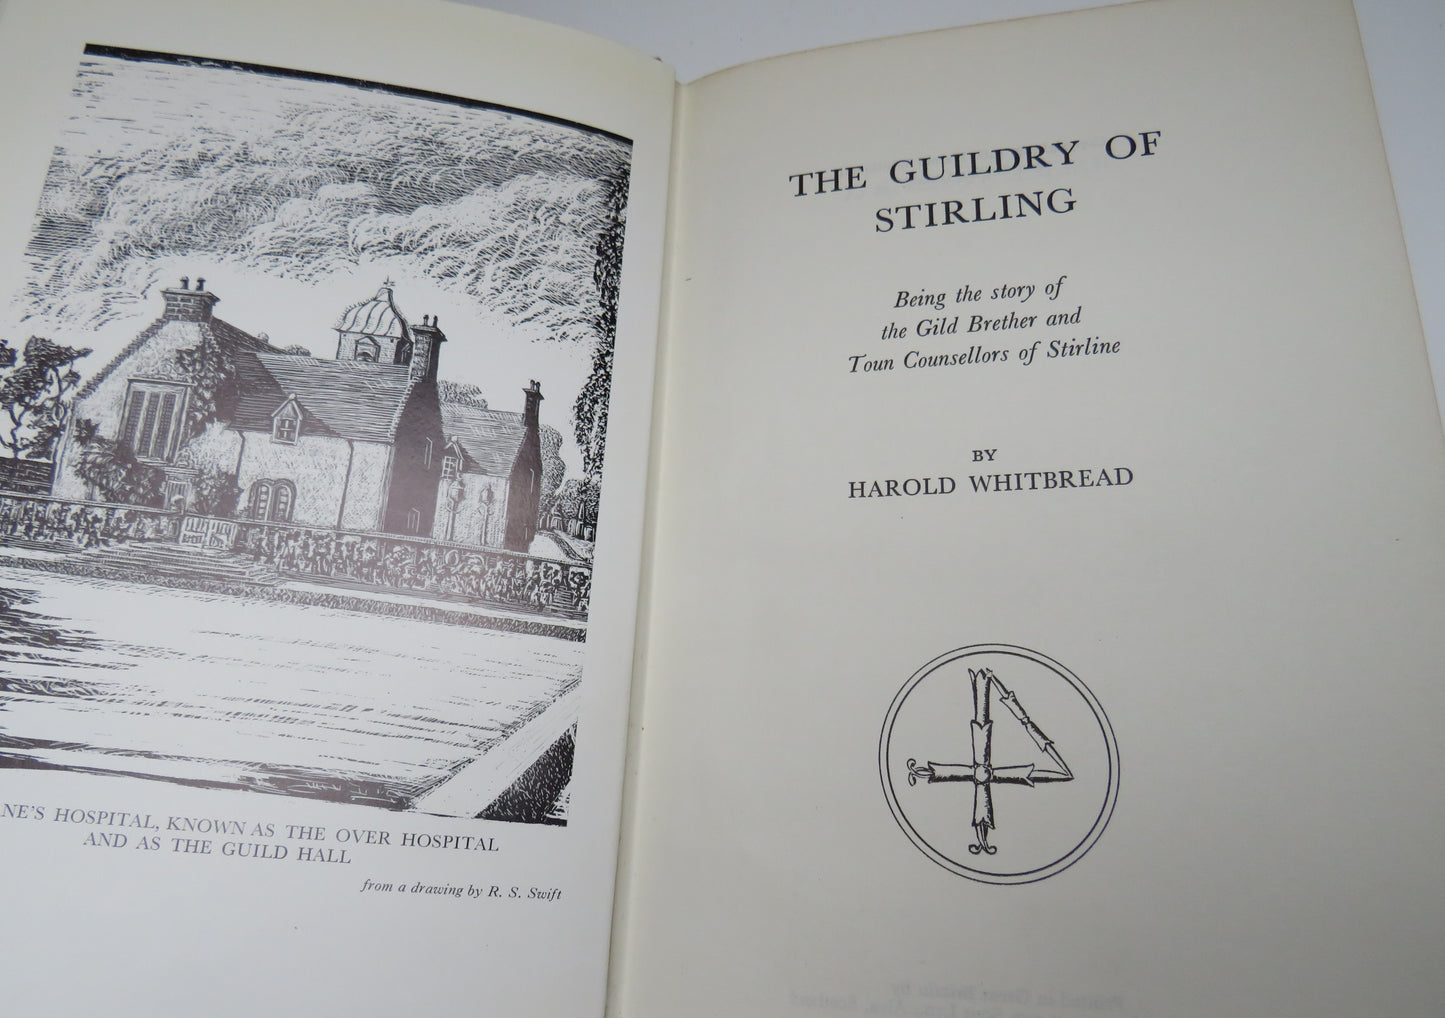 ANE'S HOSPITAL, KNOWN AS THE OVER HOSPITAL
AND AS THE GUILD HALL
from a drawing by R. S. Swift
THE GUILDRY OF
STIRLING
Being the story of
the Gild Brether and
Toun Counsellors of Stirline
BY
HAROLD WHITBREAD